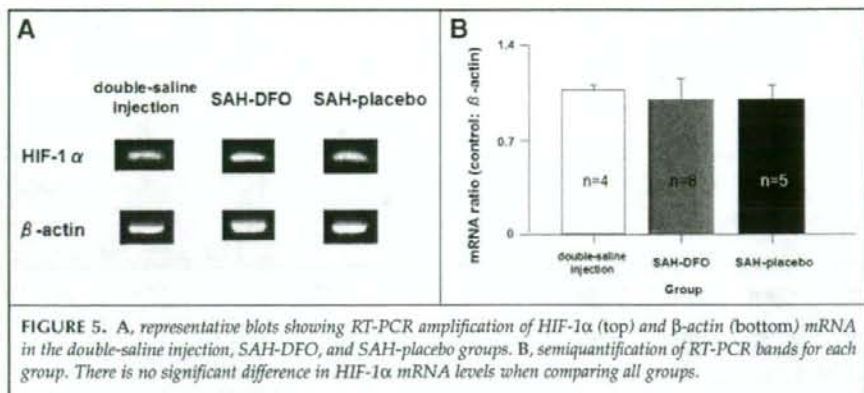 A
double-saline
injection
SAH-DFO
SAH-placebo
HIF-1 α
β-actin
B
mRNA ratio (control: β-actin)
1.4
0.7
0
n=4
n=8
n=5
double-saline
injection
SAH-DFO
SAH-placebo
Group
FIGURE 5. A, representative blots showing RT-PCR amplification of HIF-1α (top) and β-actin (bottom) mRNA
in the double-saline injection, SAH-DFO, and SAH-placebo groups. B, semiquantification of RT-PCR bands for each
group. There is no significant difference in HIF-1α mRNA levels when comparing all groups.